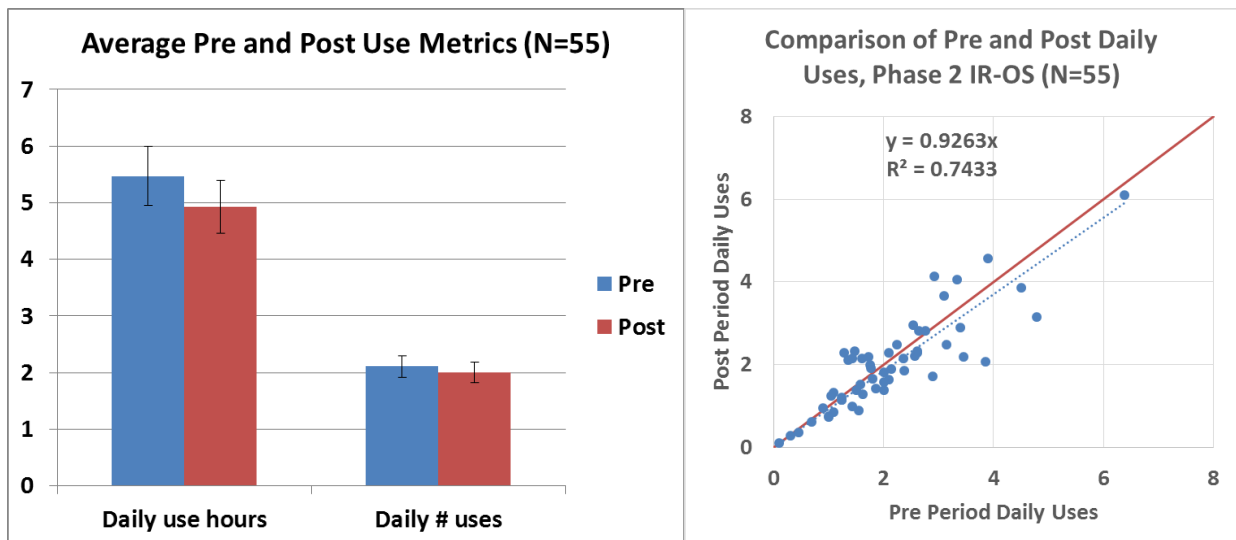 Average Pre and Post Use Metrics (N=55)
7
6
5
4
3
2
1
0
Daily use hours
Daily # uses
Pre
Post
Comparison of Pre and Post Daily
Uses, Phase 2 IR-OS (N=55)
y = 0.9263x
R² = 0.7433
Post Period Daily Uses
8
6
4
2
0
0 2 4 6 8
Pre Period Daily Uses